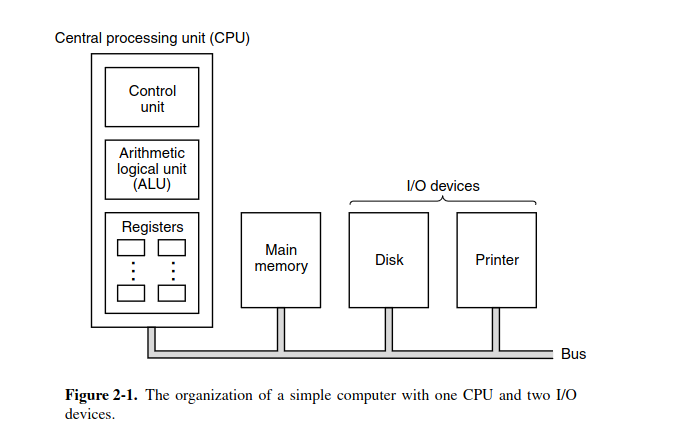 Central processing unit (CPU)
Control
unit
Arithmetic
logical unit
(ALU)
Registers
I/O devices
Main
memory
Disk
Printer
Bus
Figure 2-1. The organization of a simple computer with one CPU and two I/O
devices.